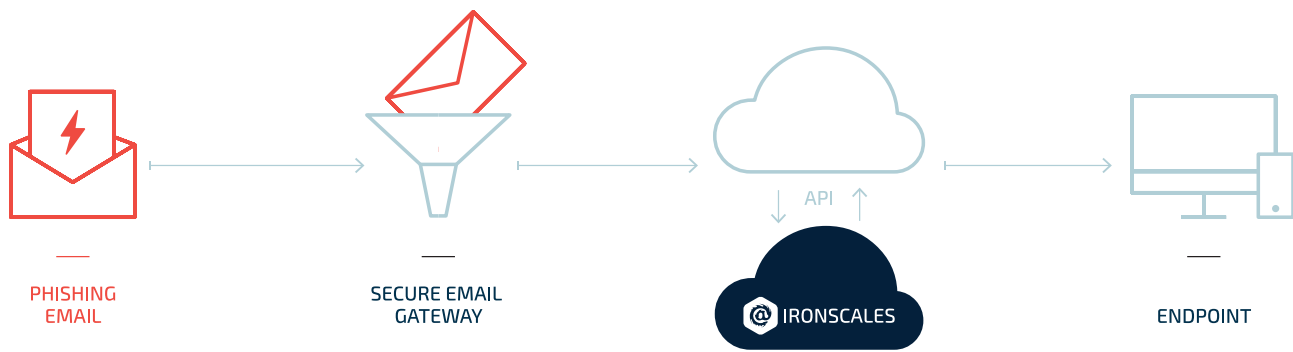 PHISHING
EMAIL
SECURE EMAIL
GATEWAY
API
@ IRONSCALES
ENDPOINT